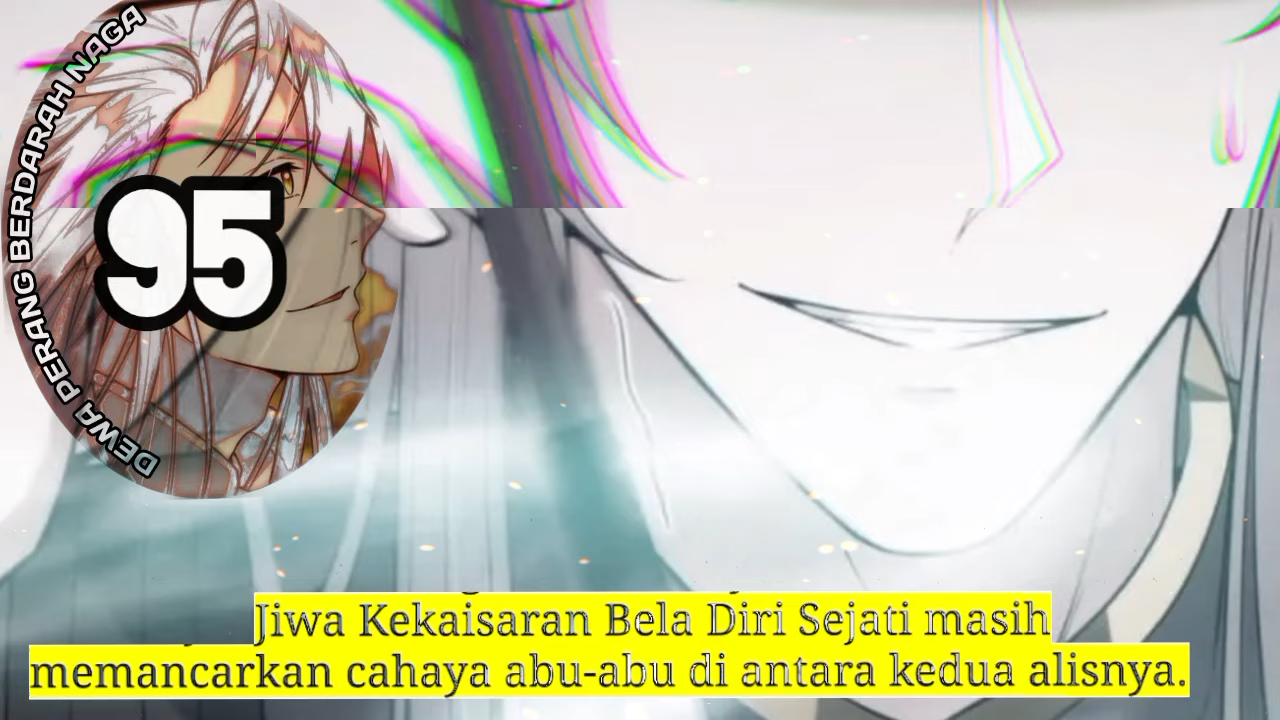 DEWA PERANG BERDARAH NAGA
95
Jiwa Kekaisaran Bela Diri Sejati masih
memancarkan cahaya abu-abu di antara kedua alisnya.